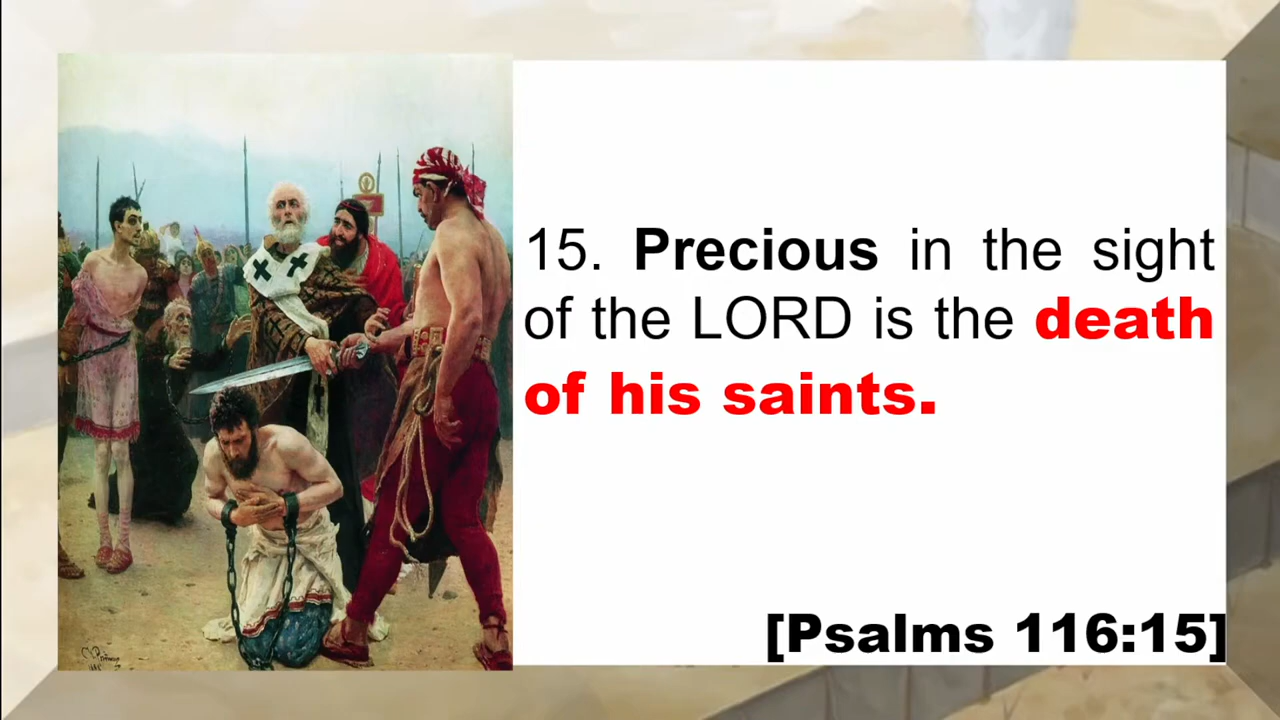 15. Precious in the sight
of the LORD is the death
of his saints.
[Psalms 116:15]